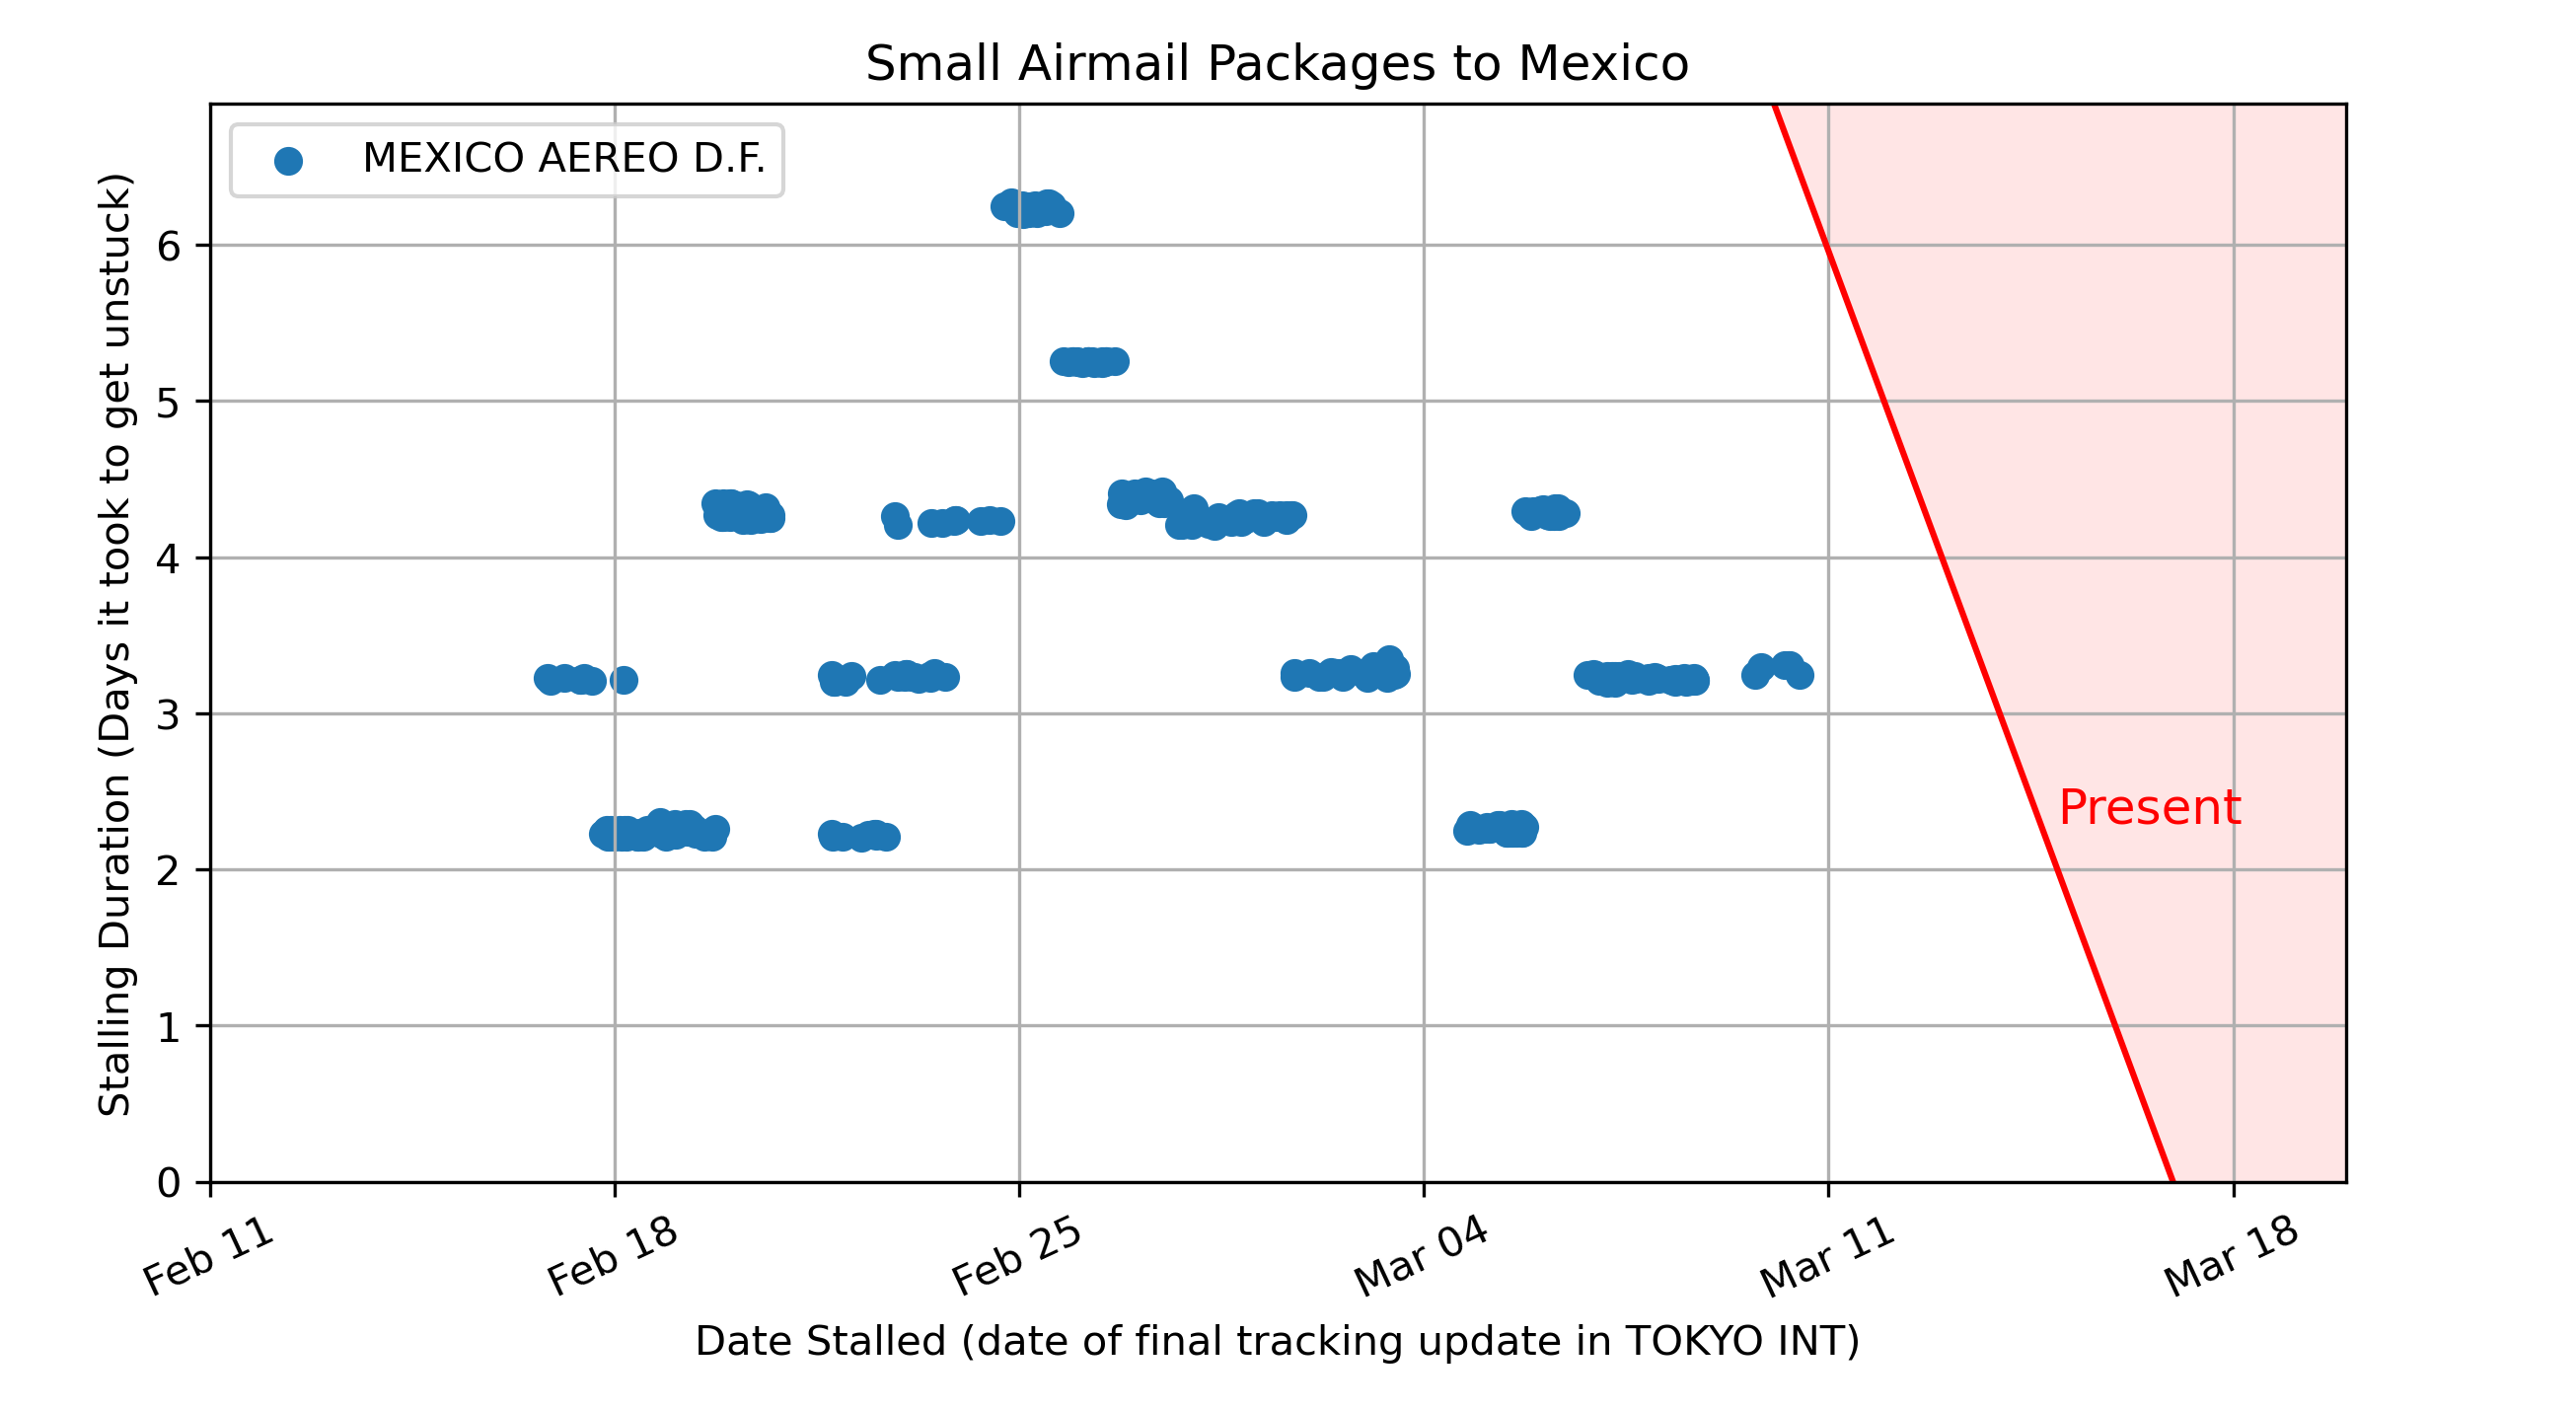 Small Airmail Packages to Mexico
MEXICO AEREO D.F.
Stalling Duration (Days it took to get unstuck)
6
5
4
3
2
1
0
Present
Feb 11
Feb 18
Feb 25
Mar 04
Mar 11
Mar 18
Date Stalled (date of final tracking update in TOKYO INT)